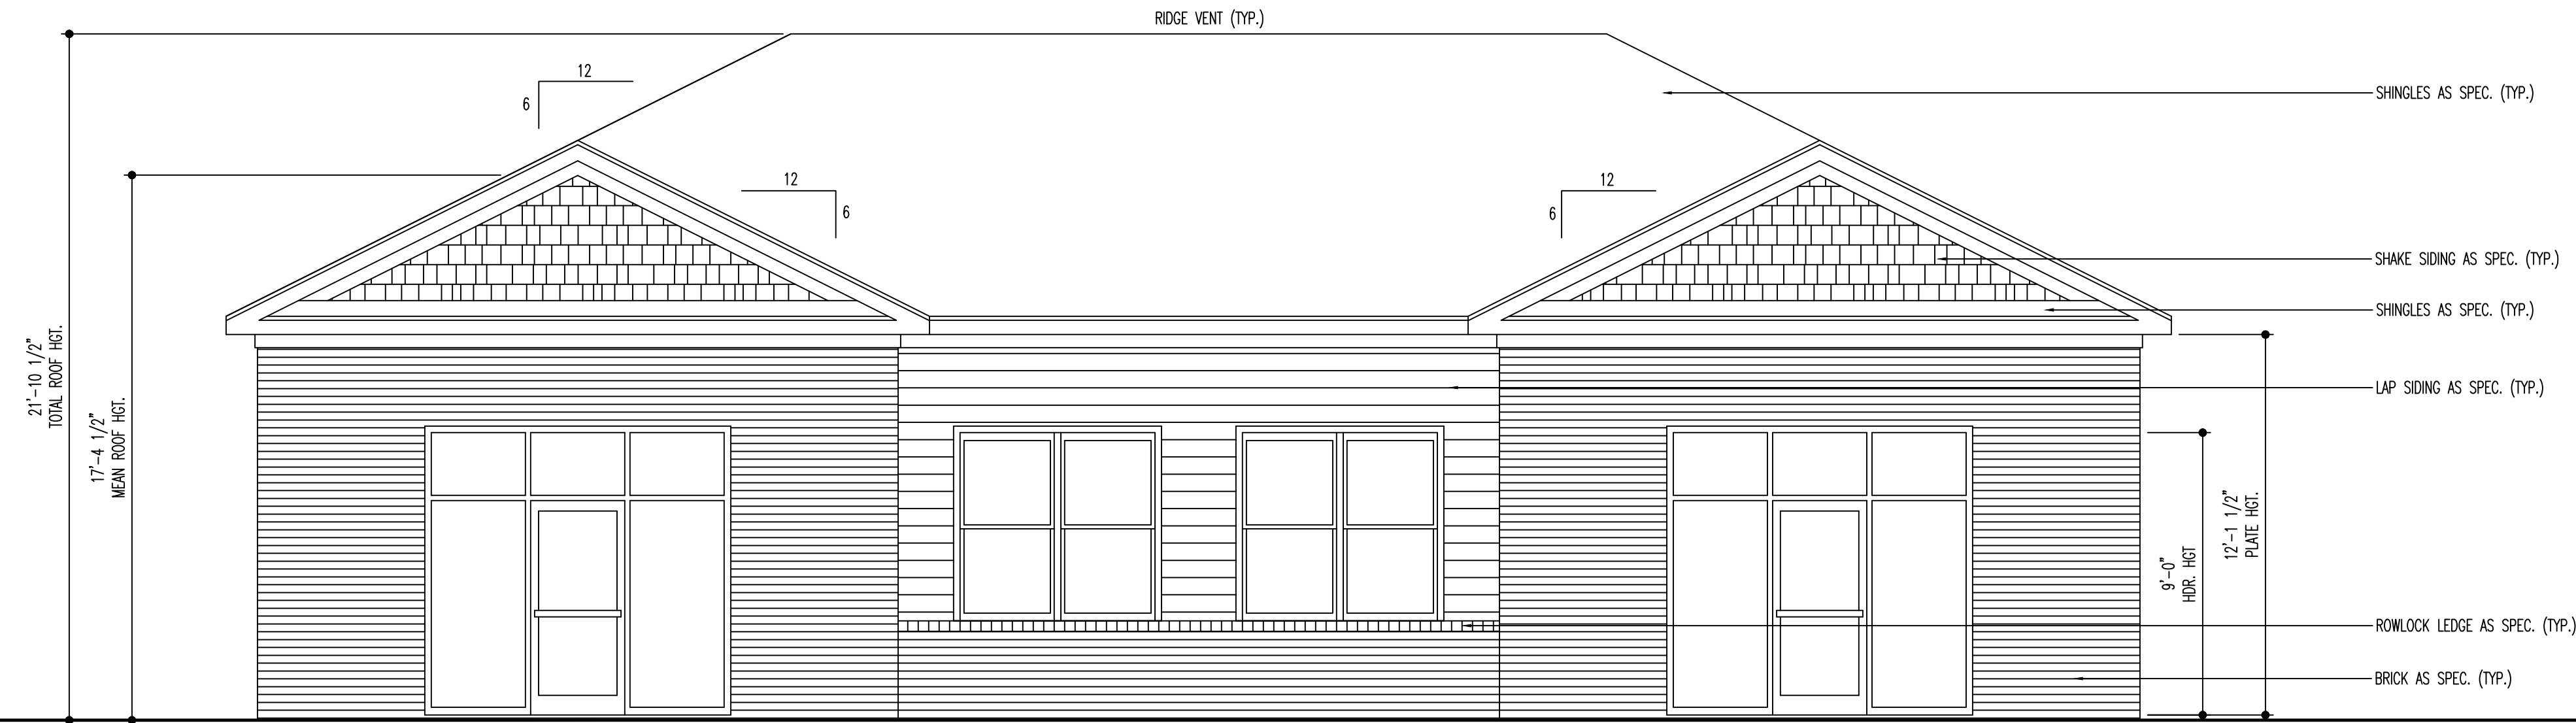 RIDGE VENT (TYP.)
12
6
SHINGLES AS SPEC. (TYP.)
12
6
12
6
SHAKE SIDING AS SPEC. (TYP.)
SHINGLES AS SPEC. (TYP.)
21'-10 1/2"
TOTAL ROOF HGT.
17'-4 1/2"
MEAN ROOF HGT.
LAP SIDING AS SPEC. (TYP.)
9'-0"
HDR. HGT
12'-1 1/2"
PLATE HGT.
ROWLOCK LEDGE AS SPEC. (TYP.)
BRICK AS SPEC. (TYP.)